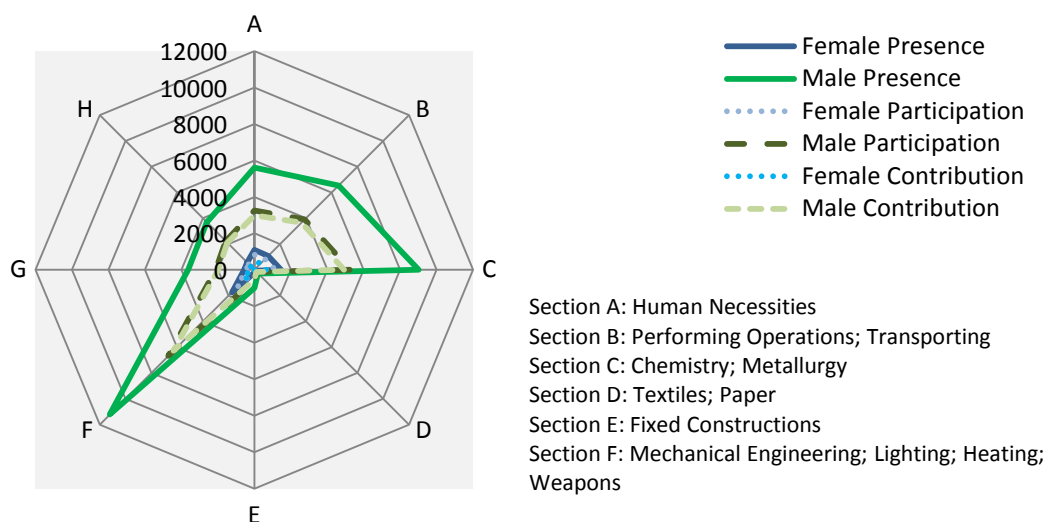 A
12000
10000
8000
6000
4000
2000
0
H
B
G
C
F
D
E
Female Presence
Male Presence
Female Participation
Male Participation
Female Contribution
Male Contribution
Section A: Human Necessities
Section B: Performing Operations; Transporting
Section C: Chemistry; Metallurgy
Section D: Textiles; Paper
Section E: Fixed Constructions
Section F: Mechanical Engineering; Lighting; Heating;
Weapons